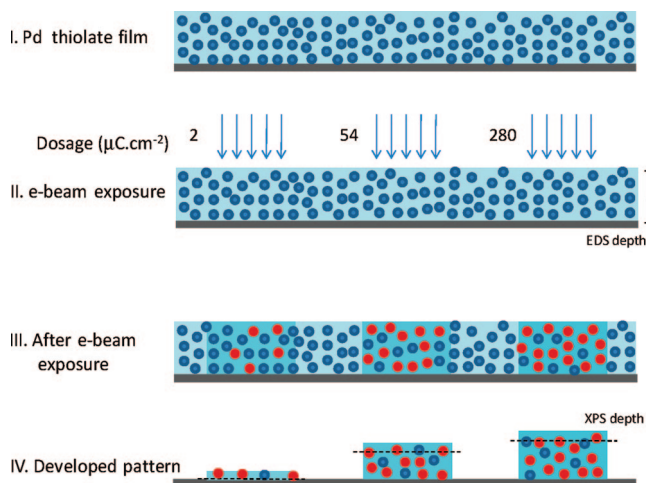 I. Pd thiolate film
Dosage (μC.cm⁻²) 2 54 280
II. e-beam exposure
EDS depth
III. After e-beam
exposure
XPS depth
IV. Developed pattern